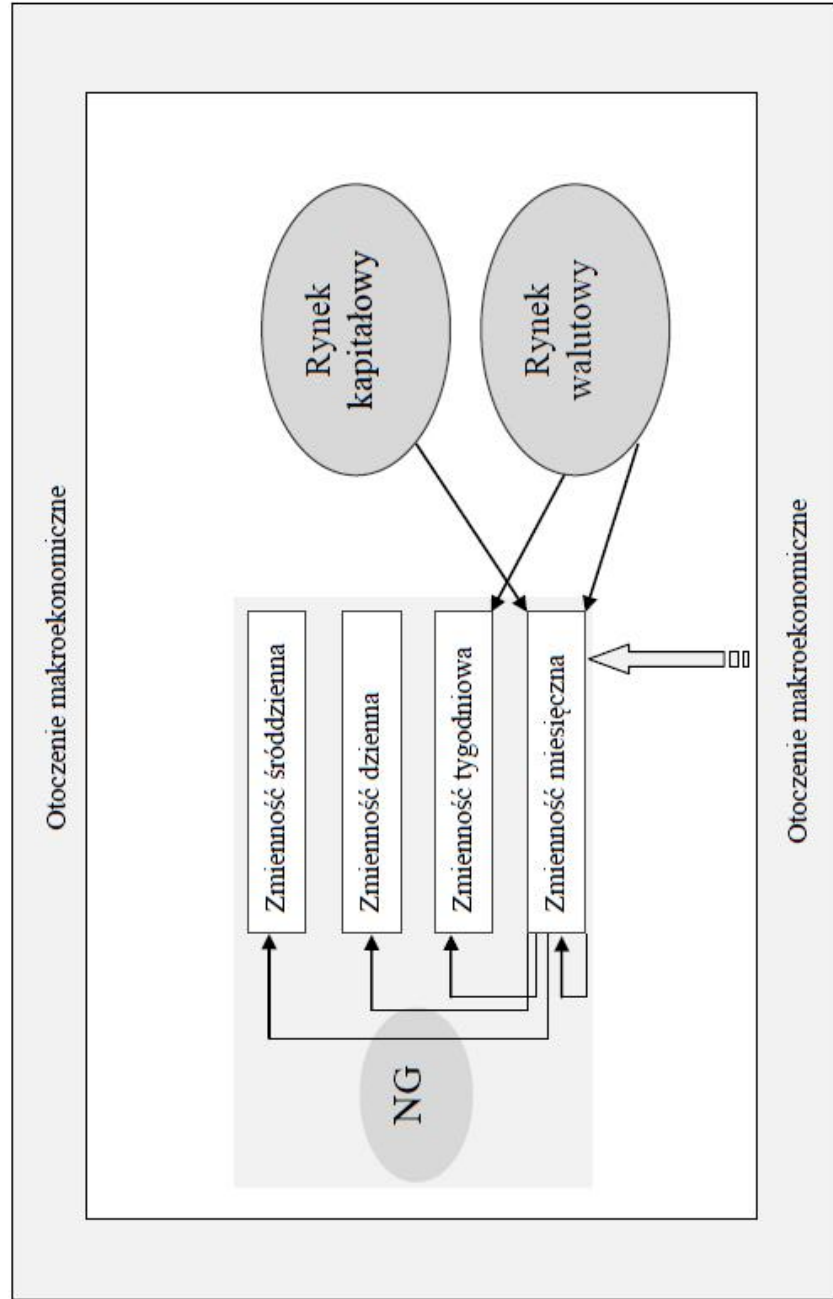 Otoczenie makroekonomiczne
NG
Zmienność śróddzienna
Zmienność dzienna
Zmienność tygodniowa
Zmienność miesięczna
Rynek
kapitałowy
Rynek
walutowy
Otoczenie makroekonomiczne